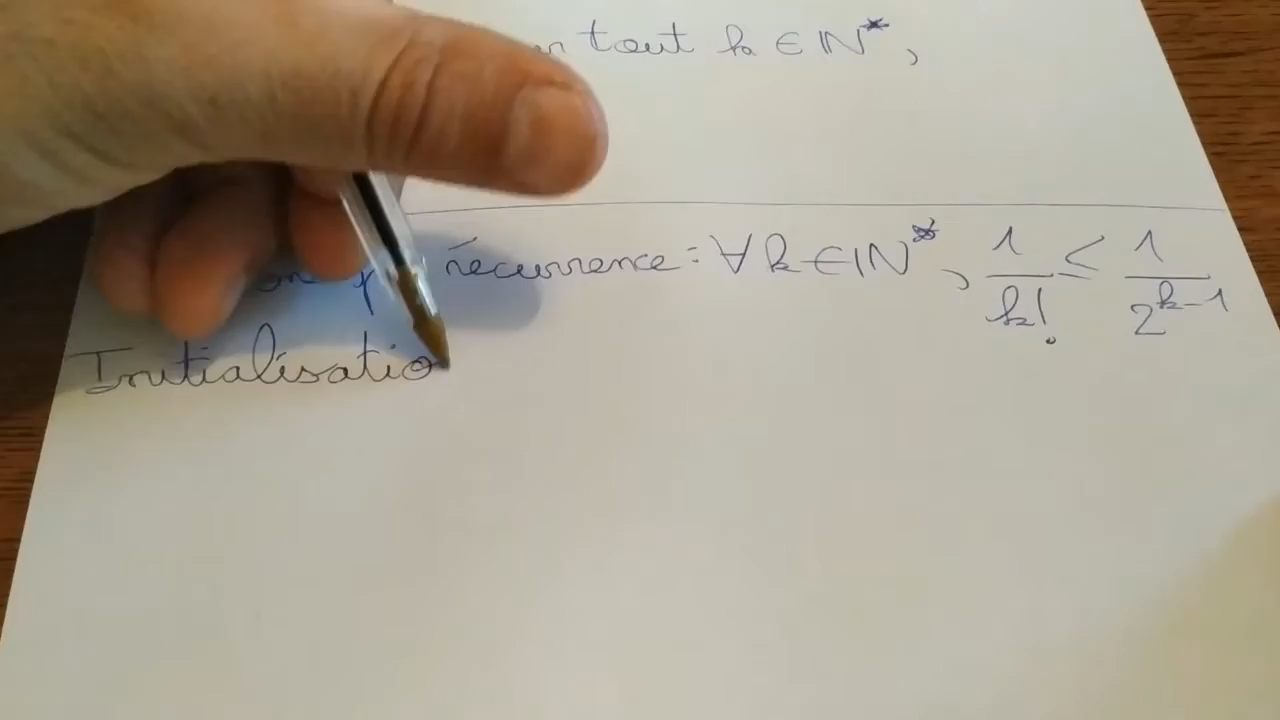 tout k ∈ ℕ*,
récurrence : ∀ k ∈ ℕ*, 1/k! ≤ 1/2^(k-1)
Initialisatio